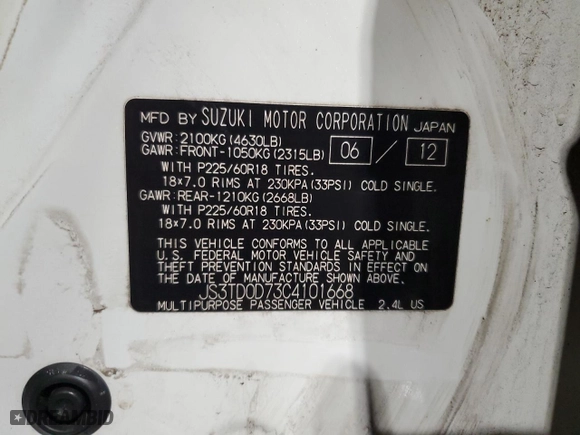 MFD BY SUZUKI MOTOR CORPORATION JAPAN
GVWR:2100KG(4630LB)
GAWR:FRONT-1050KG(2315LB) 06 / 12
WITH P225/60R18 TIRES.
18×7.0 RIMS AT 230KPA(33PSI) COLD SINGLE.
GAWR:REAR-1210KG(2668LB)
WITH P225/60R18 TIRES.
18×7.0 RIMS AT 230KPA(33PSI) COLD SINGLE.
THIS VEHICLE CONFORMS TO ALL APPLICABLE
U.S. FEDERAL MOTOR VEHICLE SAFETY AND
THEFT PREVENTION STANDARDS IN EFFECT ON
THE DATE OF MANUFACTURE SHOWN ABOVE.
JS3TD0D73C4101668
MULTIPURPOSE PASSENGER VEHICLE 2.4L US
DREAMBID